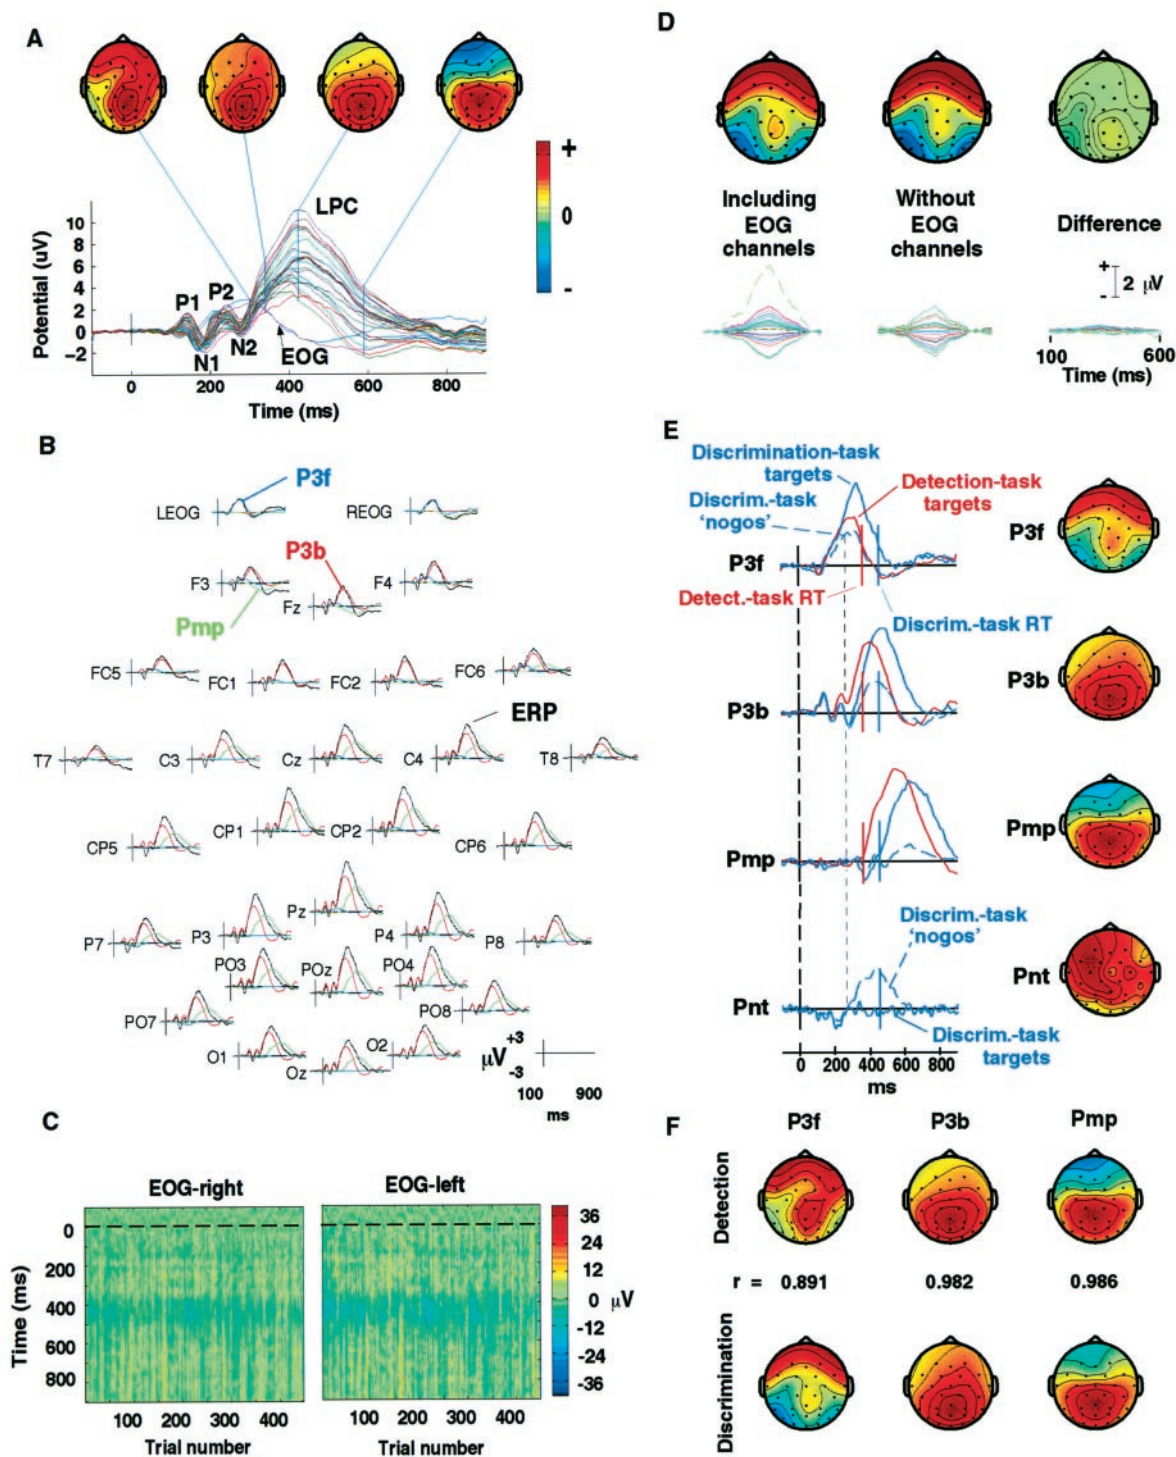 A
+
0
-
LPC
Potential (uV)
10
8
6
4
2
0
−2
P1
P2
N1
N2
EOG
0
200
400
600
800
Time (ms)
B
P3f
LEOG
REOG
P3b
F3
F4
Fz
Pmp
FC5
FC1
FC2
FC6
ERP
T7
C3
Cz
C4
T8
CP5
CP1
CP2
CP6
Pz
P7
P3
P4
P8
PO3
POz
PO4
PO7
PO8
O1
O2
Oz
μV
+3
-3
100
900
ms
C
EOG-right
EOG-left
Time (ms)
0
200
400
600
800
100
200
300
400
Trial number
100
200
300
400
Trial number
36
24
12
0
-12
-24
-36
μV
D
Including
EOG
channels
Without
EOG
channels
Difference
+
-
2 μV
100
600
Time (ms)
E
Discrimination-task
targets
Discrim.-task
'nogos'
Detection-task
targets
P3f
P3f
Detect.-task RT
Discrim.-task RT
P3b
P3b
Pmp
Pmp
Discrim.-task
'nogos'
Pnt
Pnt
Discrim.-task
targets
0
200
400
600
800
ms
F
P3f
P3b
Pmp
Detection
r =
0.891
0.982
0.986
Discrimination